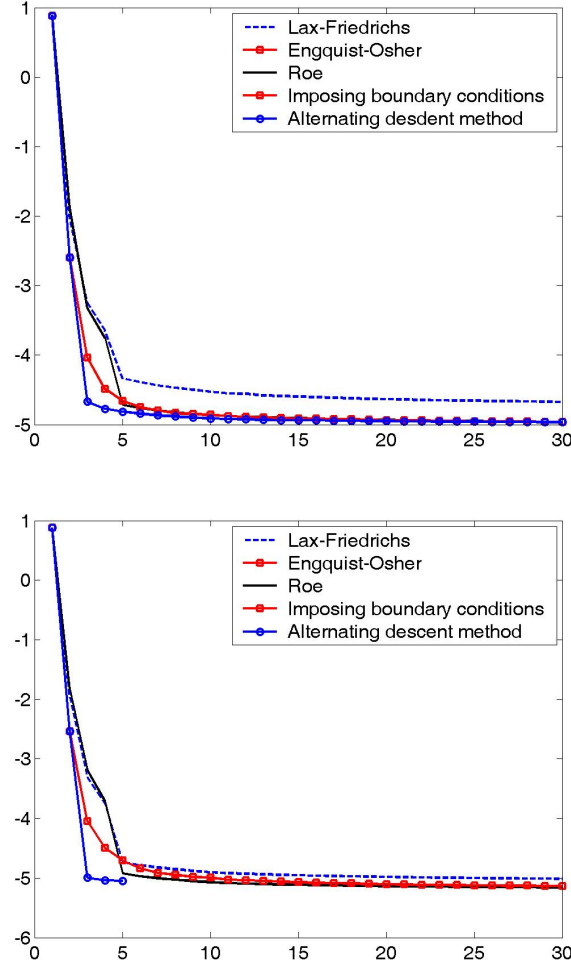 1
0
-1
-2
-3
-4
-5
0
5
10
15
20
25
30
Lax-Friedrichs
Engquist-Osher
Roe
Imposing boundary conditions
Alternating desdent method
1
0
-1
-2
-3
-4
-5
-6
0
5
10
15
20
25
30
Lax-Friedrichs
Engquist-Osher
Roe
Imposing boundary conditions
Alternating descent method